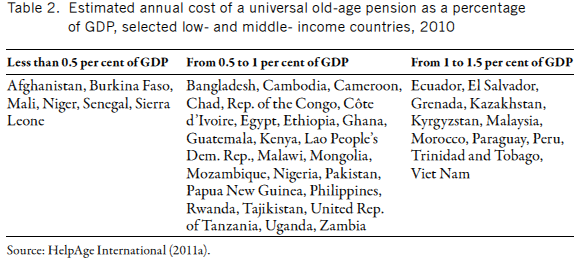 Table 2. Estimated annual cost of a universal old-age pension as a percentage
of GDP, selected low- and middle- income countries, 2010
Less than 0.5 per cent of GDP
From 0.5 to 1 per cent of GDP
From 1 to 1.5 per cent of GDP
Afghanistan, Burkina Faso,
Mali, Niger, Senegal, Sierra
Leone
Bangladesh, Cambodia, Cameroon,
Chad, Rep. of the Congo, Côte
d’Ivoire, Egypt, Ethiopia, Ghana,
Guatemala, Kenya, Lao People’s
Dem. Rep., Malawi, Mongolia,
Mozambique, Nigeria, Pakistan,
Papua New Guinea, Philippines,
Rwanda, Tajikistan, United Rep.
of Tanzania, Uganda, Zambia
Ecuador, El Salvador,
Grenada, Kazakhstan,
Kyrgyzstan, Malaysia,
Morocco, Paraguay, Peru,
Trinidad and Tobago,
Viet Nam
Source: HelpAge International (2011a).